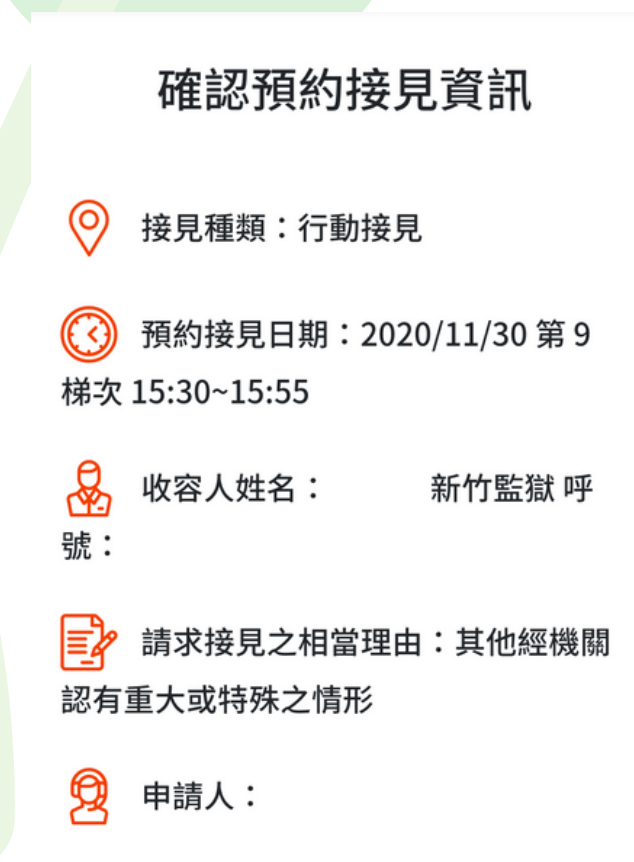 確認預約接見資訊
接見種類：行動接見
預約接見日期：2020/11/30 第 9
梯次 15:30~15:55
收容人姓名： 新竹監獄 呼
號：
請求接見之相當理由：其他經機關
認有重大或特殊之情形
申請人：